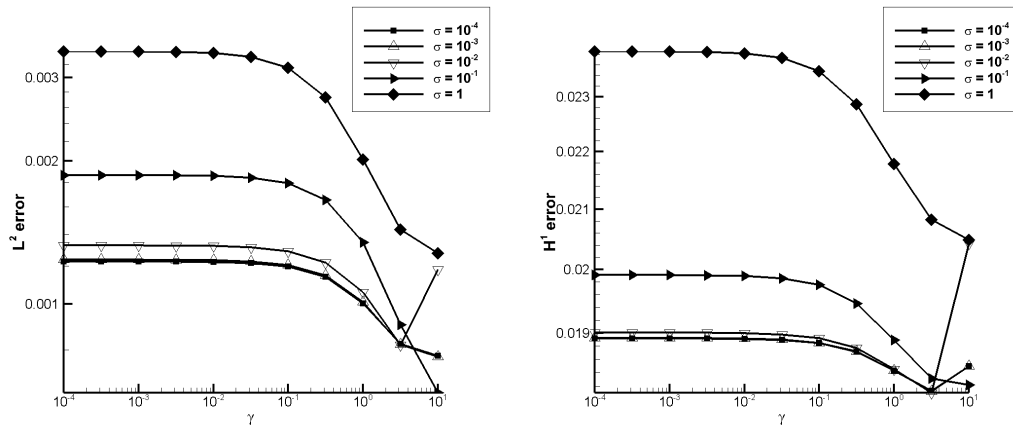 L² error
0.003
0.002
0.001
10⁻⁴
10⁻³
10⁻²
10⁻¹
10⁰
10¹
γ
σ = 10⁻⁴
σ = 10⁻³
σ = 10⁻²
σ = 10⁻¹
σ = 1
H¹ error
0.023
0.022
0.021
0.02
0.019
10⁻⁴
10⁻³
10⁻²
10⁻¹
10⁰
10¹
γ
σ = 10⁻⁴
σ = 10⁻³
σ = 10⁻²
σ = 10⁻¹
σ = 1